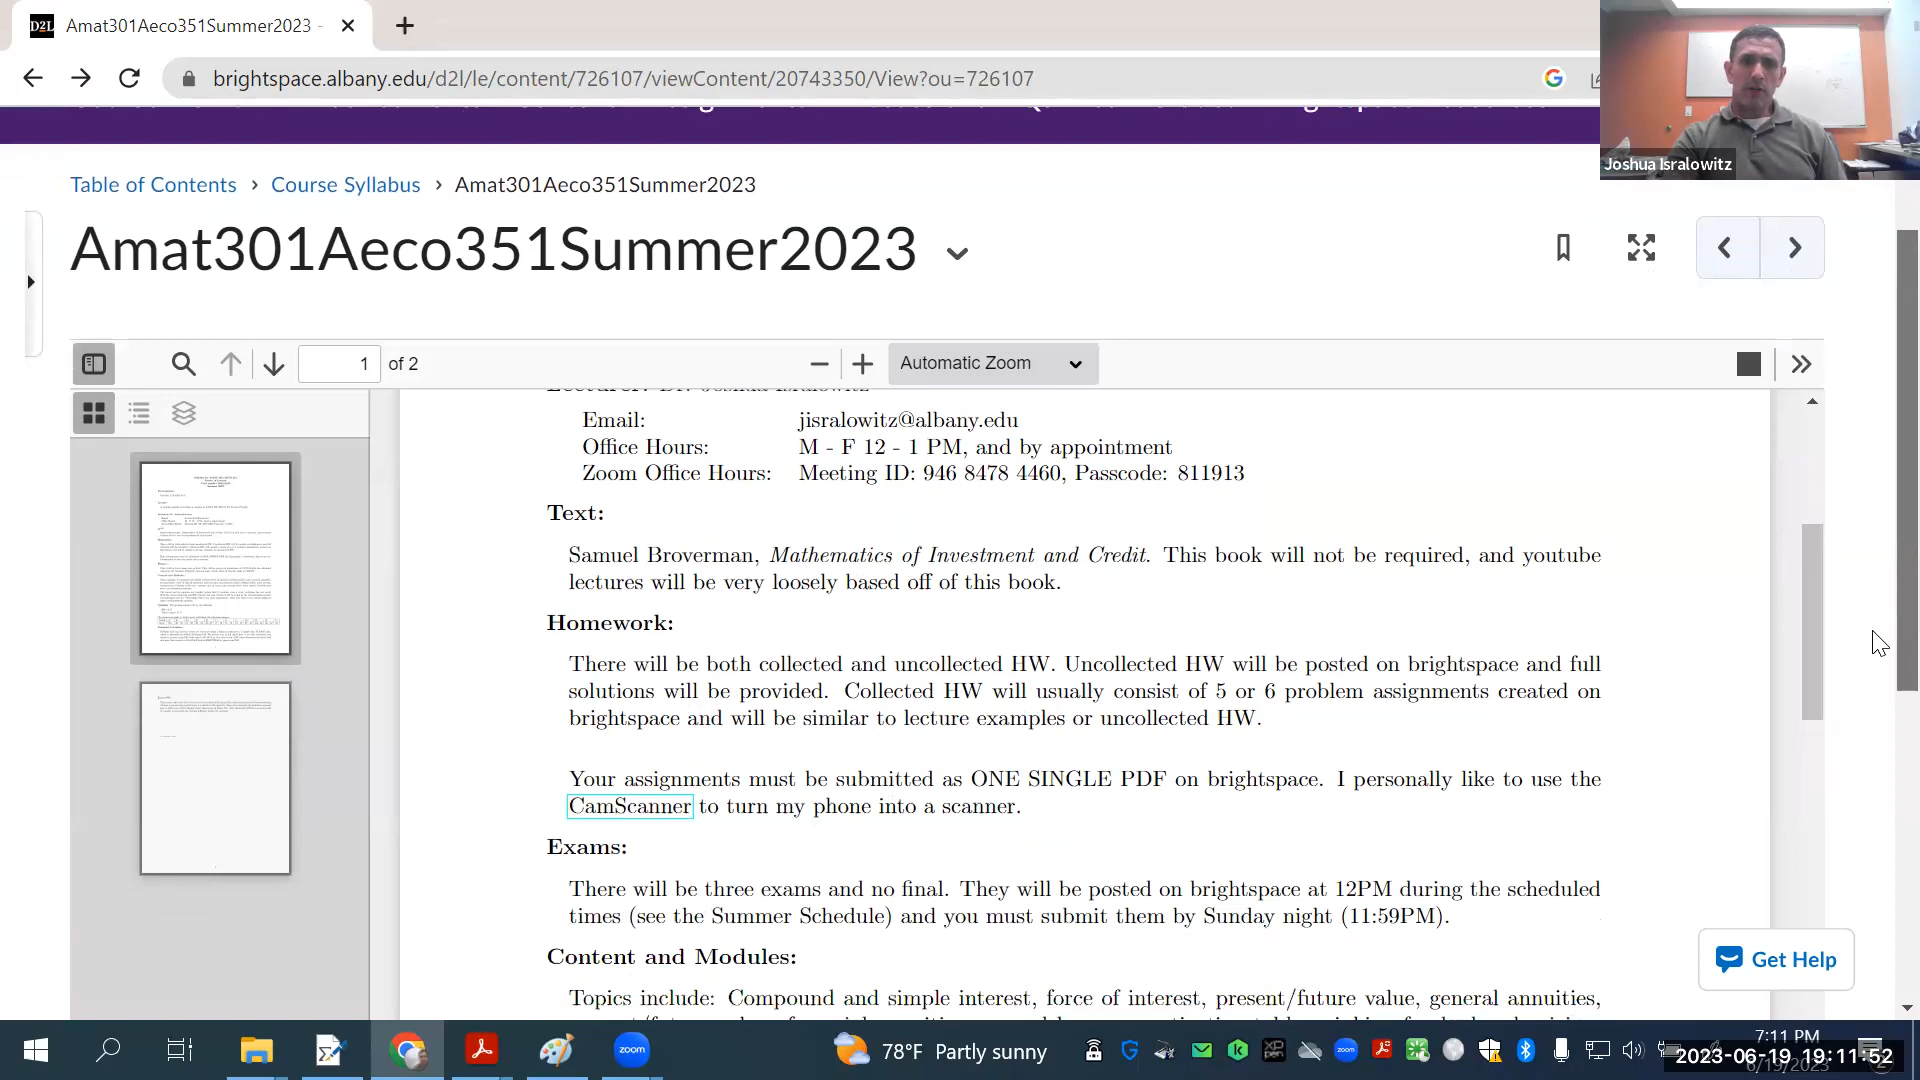 D2L Amat301Aeco351Summer2023 -
brightspace.albany.edu/d2l/le/content/726107/viewContent/20743350/View?ou=726107
Joshua Isralowitz
Table of Contents › Course Syllabus › Amat301Aeco351Summer2023
Amat301Aeco351Summer2023
1 of 2
Automatic Zoom
Email: jisralowitz@albany.edu
Office Hours: M - F 12 - 1 PM, and by appointment
Zoom Office Hours: Meeting ID: 946 8478 4460, Passcode: 811913
Text:
Samuel Broverman, Mathematics of Investment and Credit. This book will not be required, and youtube
lectures will be very loosely based off of this book.
Homework:
There will be both collected and uncollected HW. Uncollected HW will be posted on brightspace and full
solutions will be provided. Collected HW will usually consist of 5 or 6 problem assignments created on
brightspace and will be similar to lecture examples or uncollected HW.
Your assignments must be submitted as ONE SINGLE PDF on brightspace. I personally like to use the
CamScanner to turn my phone into a scanner.
Exams:
There will be three exams and no final. They will be posted on brightspace at 12PM during the scheduled
times (see the Summer Schedule) and you must submit them by Sunday night (11:59PM).
Content and Modules:
Topics include: Compound and simple interest, force of interest, present/future value, general annuities,
Get Help
zoom
78°F Partly sunny
7:11 PM
2023-06-19 19:11:52
6/19/2023